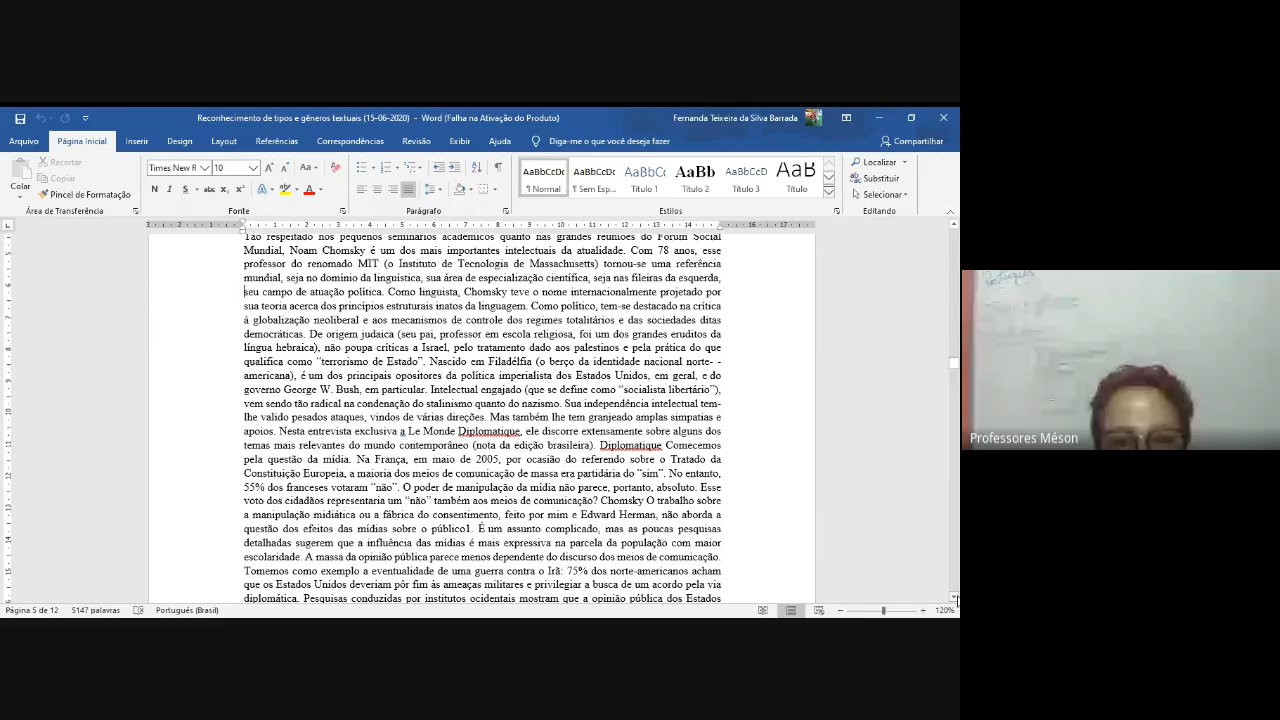 Reconhecimento de tipos e gêneros textuais (15-06-2020) - Word (Falha na Ativação do Produto)
Fernanda Teixeira da Silva Barrada
Arquivo Página Inicial Inserir Design Layout Referências Correspondências Revisão Exibir Ajuda Diga-me o que você deseja fazer Compartilhar
Colar
Recortar
Copiar
Pincel de Formatação
Área de Transferência
Times New R 10
N I S abc x₂ x²
Fonte
Parágrafo
AaBbCcDc AaBbCcDc AaBbCc AaBb AaBbCcD AaB
¶ Normal ¶ Sem Esp... Título 1 Título 2 Título 3 Título
Estilos
Localizar
Substituir
Selecionar
Editando
3 2 1 1 2 3 4 5 6 7 8 9 10 11 12 13 14 16 17
Tão respeitado nos pequenos seminários acadêmicos quanto nas grandes reuniões do Fórum Social
Mundial, Noam Chomsky é um dos mais importantes intelectuais da atualidade. Com 78 anos, esse
professor do renomado MIT (o Instituto de Tecnologia de Massachusetts) tornou-se uma referência
mundial, seja no domínio da linguística, sua área de especialização científica, seja nas fileiras da esquerda,
seu campo de atuação política. Como linguista, Chomsky teve o nome internacionalmente projetado por
sua teoria acerca dos princípios estruturais inatos da linguagem. Como político, tem-se destacado na crítica
à globalização neoliberal e aos mecanismos de controle dos regimes totalitários e das sociedades ditas
democráticas. De origem judaica (seu pai, professor em escola religiosa, foi um dos grandes eruditos da
língua hebraica), não poupa críticas a Israel, pelo tratamento dado aos palestinos e pela prática do que
qualifica como “terrorismo de Estado”. Nascido em Filadélfia (o berço da identidade nacional norte- -
americana), é um dos principais opositores da política imperialista dos Estados Unidos, em geral, e do
governo George W. Bush, em particular. Intelectual engajado (que se define como “socialista libertário”),
vem sendo tão radical na condenação do stalinismo quanto do nazismo. Sua independência intelectual tem-
lhe valido pesados ataques, vindos de várias direções. Mas também lhe tem granjeado amplas simpatias e
apoios. Nesta entrevista exclusiva a Le Monde Diplomatique, ele discorre extensamente sobre alguns dos
temas mais relevantes do mundo contemporâneo (nota da edição brasileira). Diplomatique Comecemos
pela questão da mídia. Na França, em maio de 2005, por ocasião do referendo sobre o Tratado da
Constituição Europeia, a maioria dos meios de comunicação de massa era partidária do “sim”. No entanto,
55% dos franceses votaram “não”. O poder de manipulação da mídia não parece, portanto, absoluto. Esse
voto dos cidadãos representaria um “não” também aos meios de comunicação? Chomsky O trabalho sobre
a manipulação midiática ou a fábrica do consentimento, feito por mim e Edward Herman, não aborda a
questão dos efeitos das mídias sobre o público1. É um assunto complicado, mas as poucas pesquisas
detalhadas sugerem que a influência das mídias é mais expressiva na parcela da população com maior
escolaridade. A massa da opinião pública parece menos dependente do discurso dos meios de comunicação.
Tomemos como exemplo a eventualidade de uma guerra contra o Irã: 75% dos norte-americanos acham
que os Estados Unidos deveriam pôr fim às ameaças militares e privilegiar a busca de um acordo pela via
diplomática. Pesquisas conduzidas por institutos ocidentais mostram que a opinião pública dos Estados
Página 5 de 12 5147 palavras Português (Brasil) 120%
Professores Méson